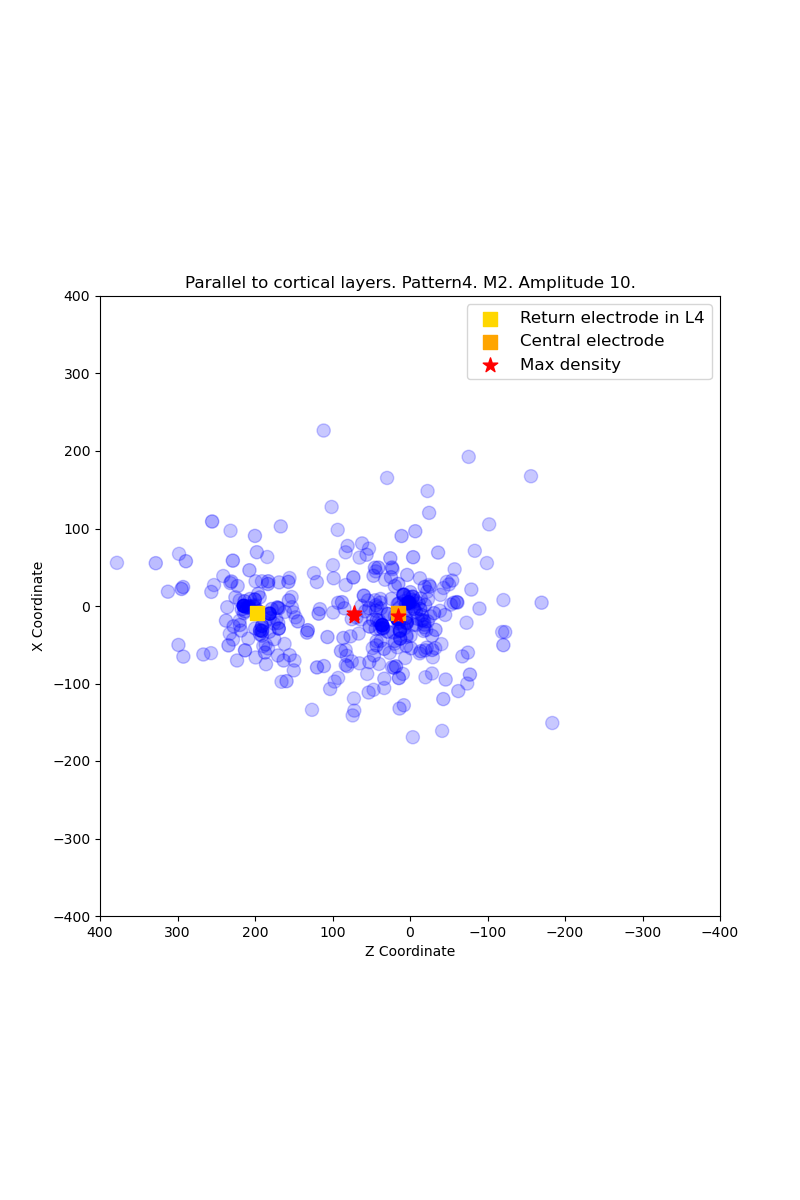 Parallel to cortical layers. Pattern4. M2. Amplitude 10.
Return electrode in L4
Central electrode
Max density
400
300
200
100
0
−100
−200
−300
−400
X Coordinate
400 300 200 100 0 −100 −200 −300 −400
Z Coordinate